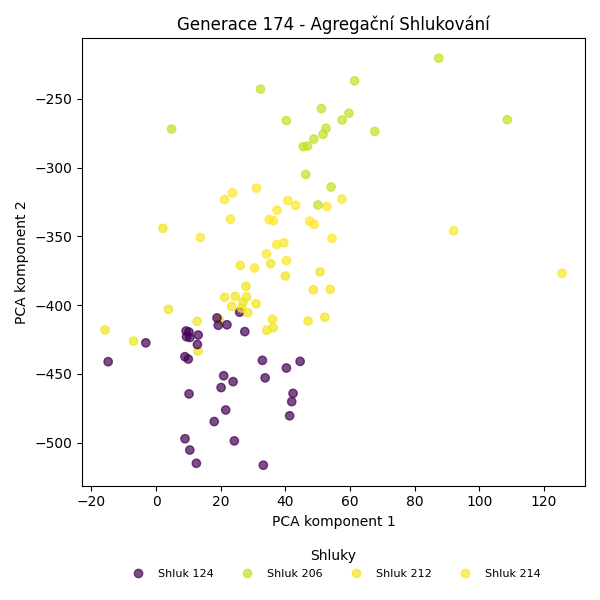 Generace 174 - Agregační Shlukování
PCA komponent 2
−250
−300
−350
−400
−450
−500
−20 0 20 40 60 80 100 120
PCA komponent 1
Shluky
Shluk 124 Shluk 206 Shluk 212 Shluk 214